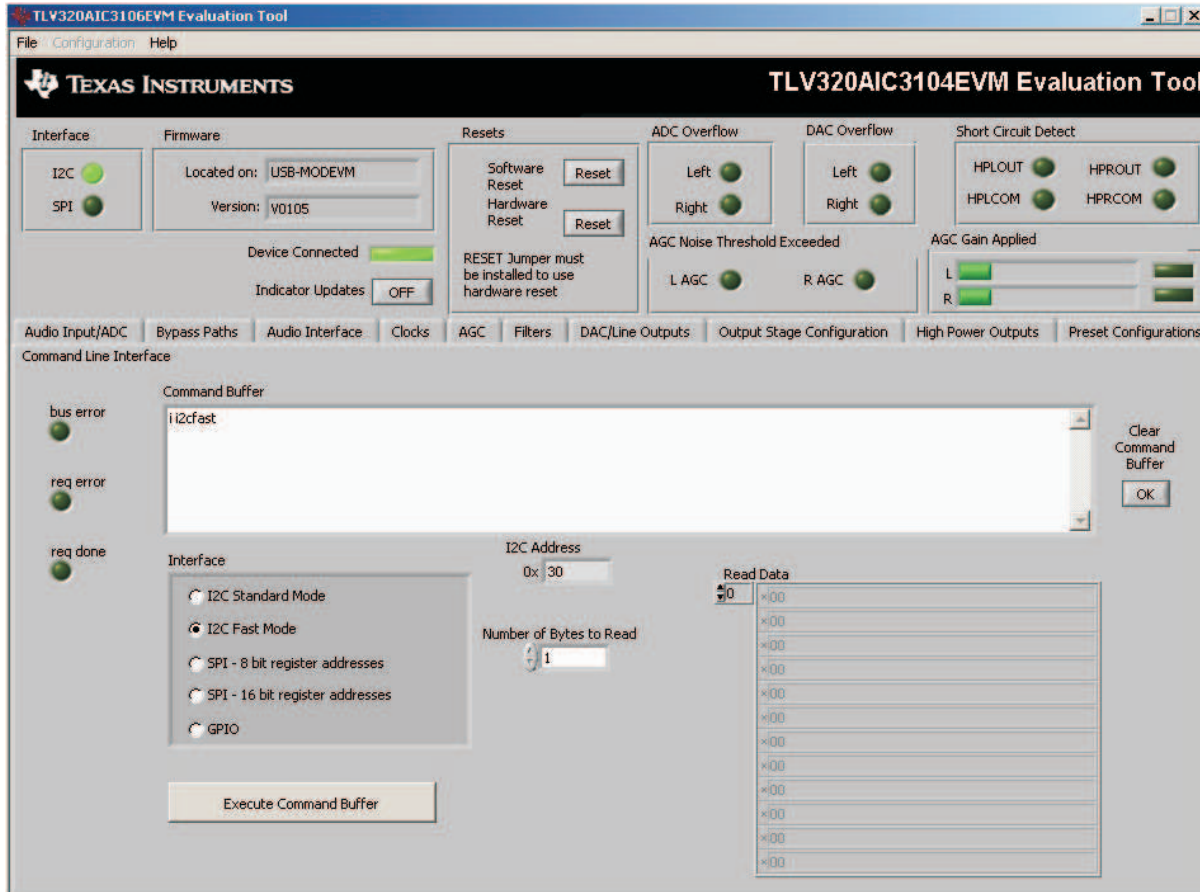 TLV320AIC3106EVM Evaluation Tool
File Configuration Help
TEXAS INSTRUMENTS
TLV320AIC3104EVM Evaluation Tool
Interface
I2C
SPI
Firmware
Located on: USB-MODEVM
Version: V0105
Device Connected
Indicator Updates OFF
Resets
Software Reset Reset
Hardware Reset Reset
RESET Jumper must
be installed to use
hardware reset
ADC Overflow
Left
Right
DAC Overflow
Left
Right
Short Circuit Detect
HPLOUT HPROUT
HPLCOM HPRCOM
AGC Noise Threshold Exceeded
L AGC R AGC
AGC Gain Applied
L
R
Audio Input/ADC Bypass Paths Audio Interface Clocks AGC Filters DAC/Line Outputs Output Stage Configuration High Power Outputs Preset Configurations
Command Line Interface
bus error
req error
req done
Command Buffer
i i2cfast
Clear
Command
Buffer
OK
Interface
I2C Standard Mode
I2C Fast Mode
SPI - 8 bit register addresses
SPI - 16 bit register addresses
GPIO
I2C Address
0x 30
Number of Bytes to Read
1
Read Data
0
x00
x00
x00
x00
x00
x00
x00
x00
x00
x00
x00
x00
Execute Command Buffer